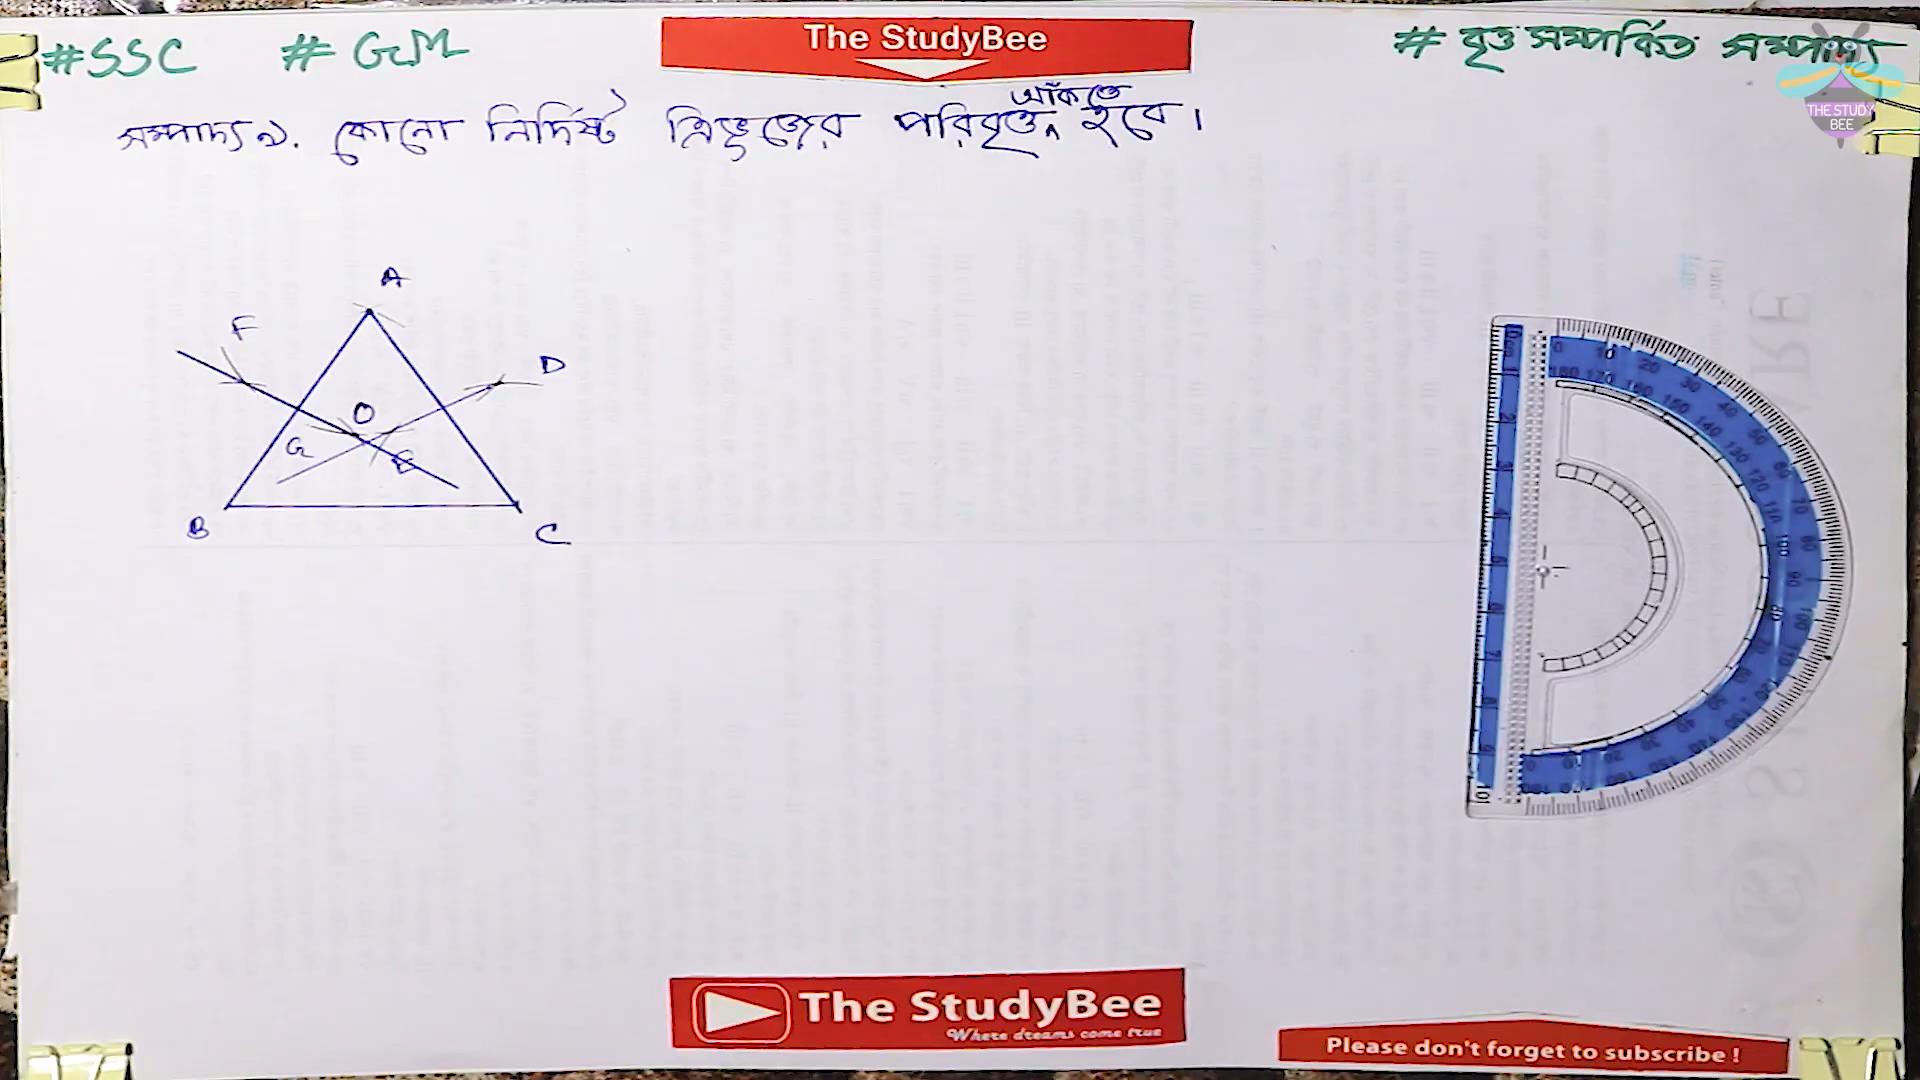 #SSC # GM
The StudyBee
# বৃত্ত সম্পর্কিত সম্পাদ্য
THE STUDY
BEE
সম্পাদ্য ৯. কোনো নির্দিষ্ট ত্রিভুজের পরিবৃত্ত আঁকতে হবে।
A
F
D
O
G
E
B
C
The StudyBee
Where dreams come true
Please don't forget to subscribe !